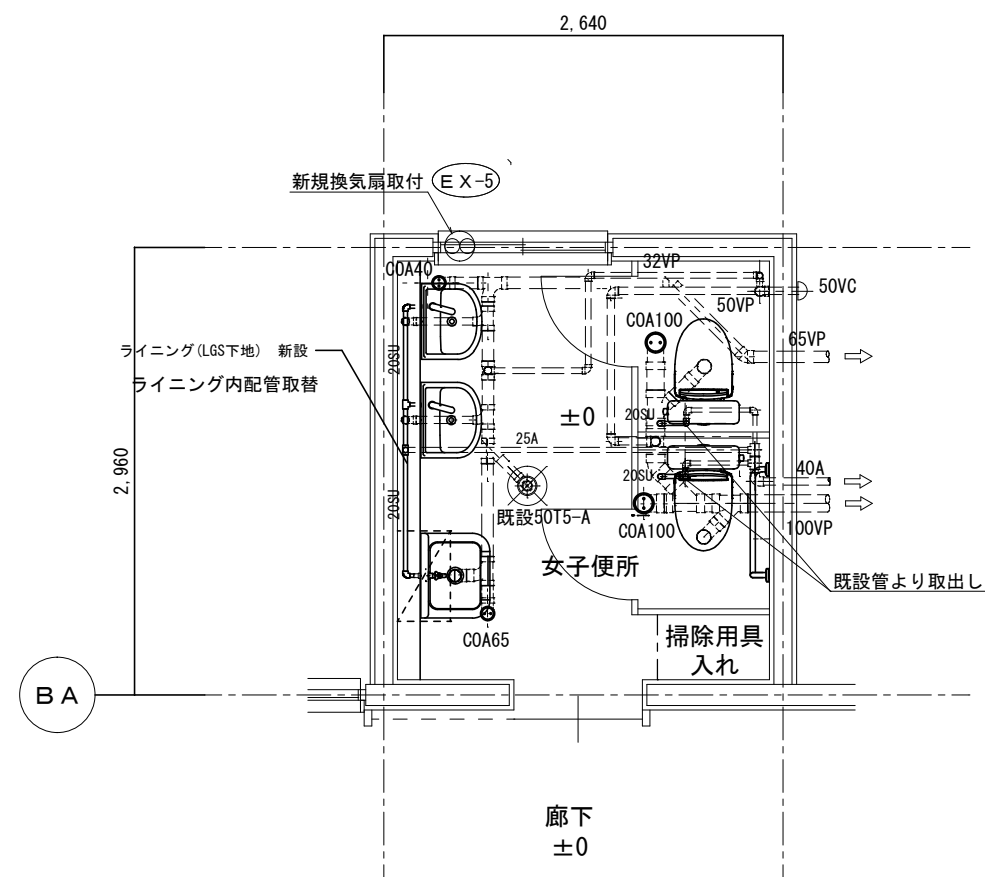 2,640
新規換気扇取付 EX-5
COA40
32VP
50VC
50VP
COA100
65VP
ライニング(LGS下地) 新設
20SU
ライニング内配管取替
±0
20SU
25A
2,960
20SU
40A
20SU
既設50T5-A
COA100
100VP
女子便所
既設管より取出し
COA65
掃除用具
入れ
BA
廊下
±0